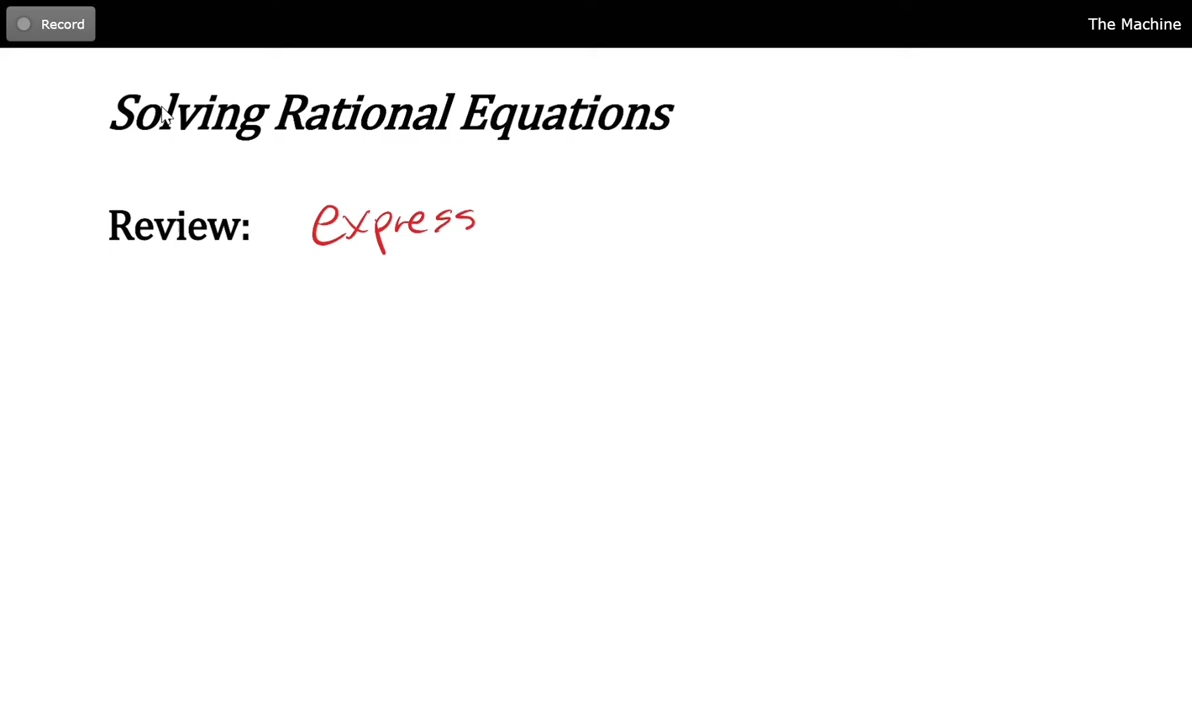 Record
The Machine
Solving Rational Equations
Review: express